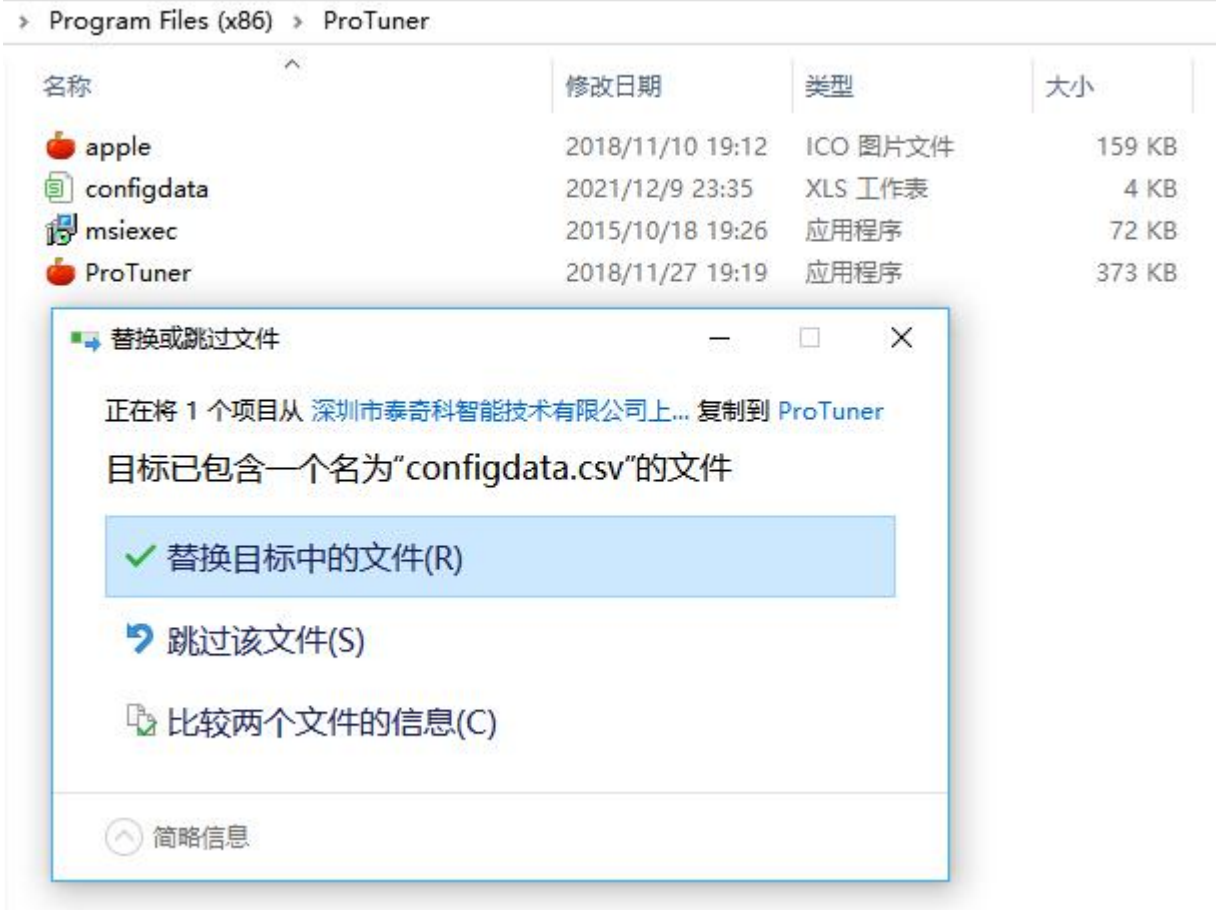 Program Files (x86) > ProTuner
名称 修改日期 类型 大小
apple 2018/11/10 19:12 ICO 图片文件 159 KB
configdata 2021/12/9 23:35 XLS 工作表 4 KB
msiexec 2015/10/18 19:26 应用程序 72 KB
ProTuner 2018/11/27 19:19 应用程序 373 KB
替换或跳过文件
正在将 1 个项目从 深圳市泰奇科智能技术有限公司上... 复制到 ProTuner
目标已包含一个名为"configdata.csv"的文件
替换目标中的文件(R)
跳过该文件(S)
比较两个文件的信息(C)
简略信息